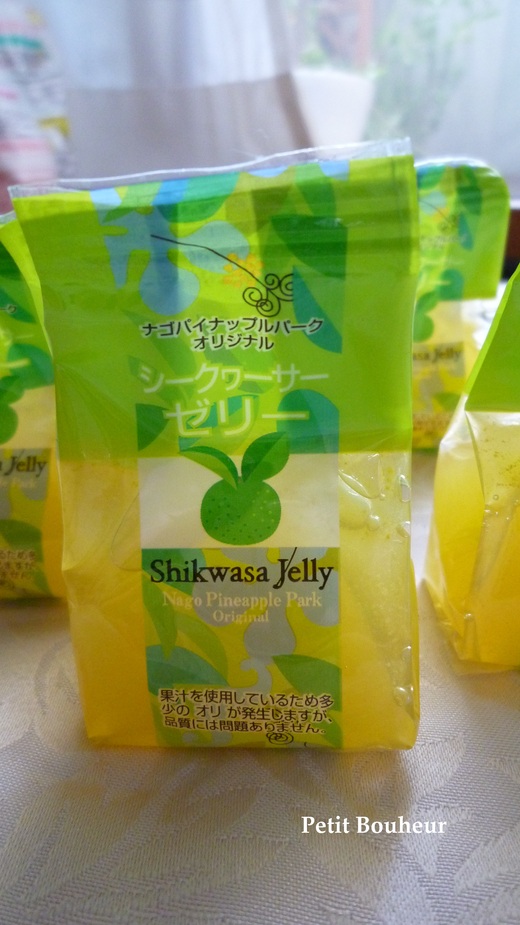 ナゴパイナップルパーク
オリジナル
シークヮーサー
ゼリー
Shikwasa Jelly
Nago Pineapple Park
Original
果汁を使用しているため多
少の オリ が発生しますが、
品質には問題ありません。
Petit Bouheur